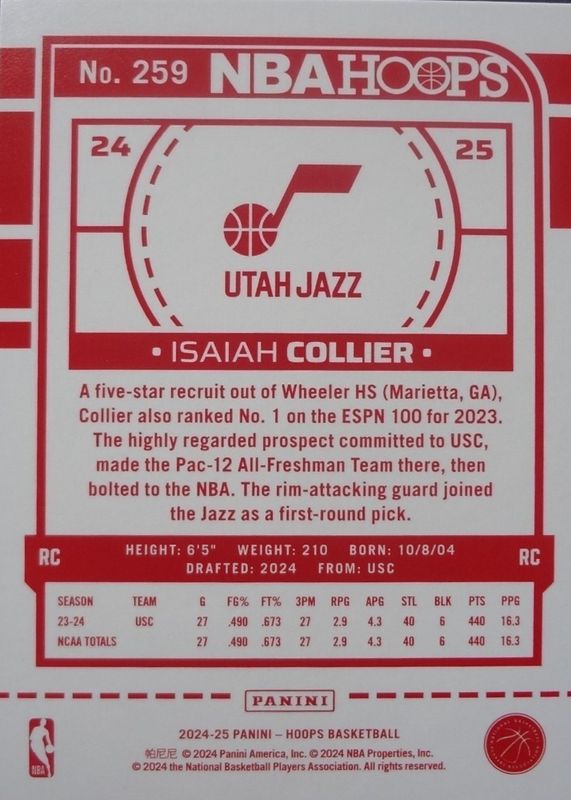 No. 259 NBA HOOPS
24 25
UTAH JAZZ
• ISAIAH COLLIER •
A five-star recruit out of Wheeler HS (Marietta, GA),
Collier also ranked No. 1 on the ESPN 100 for 2023.
The highly regarded prospect committed to USC,
made the Pac-12 All-Freshman Team there, then
bolted to the NBA. The rim-attacking guard joined
the Jazz as a first-round pick.
RC HEIGHT: 6'5" WEIGHT: 210 BORN: 10/8/04 RC
DRAFTED: 2024 FROM: USC
SEASON TEAM G FG% FT% 3PM RPG APG STL BLK PTS PPG
23-24 USC 27 .490 .673 27 2.9 4.3 40 6 440 16.3
NCAA TOTALS 27 .490 .673 27 2.9 4.3 40 6 440 16.3
PANINI
2024-25 PANINI – HOOPS BASKETBALL
帕尼尼 © 2024 Panini America, Inc. © 2024 NBA Properties, Inc.
© 2024 the National Basketball Players Association. All rights reserved.
NBA